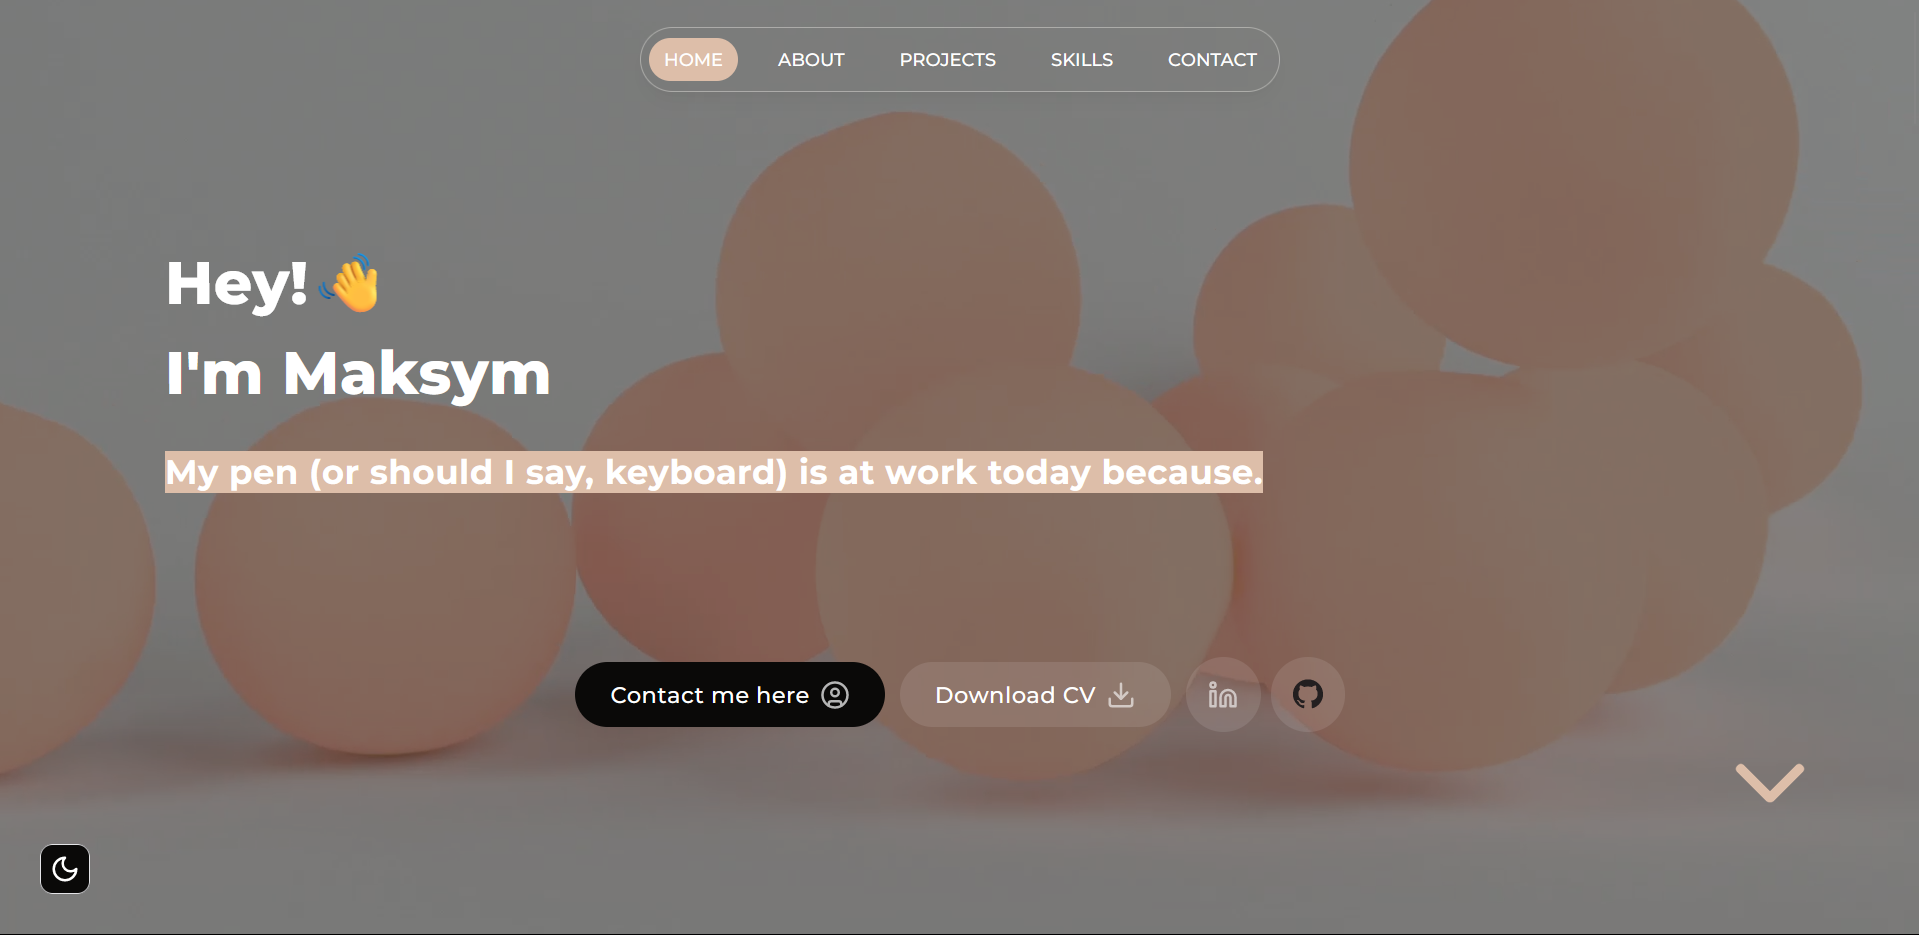 HOME ABOUT PROJECTS SKILLS CONTACT
Hey! 👋
I'm Maksym
My pen (or should I say, keyboard) is at work today because.
Contact me here Download CV in